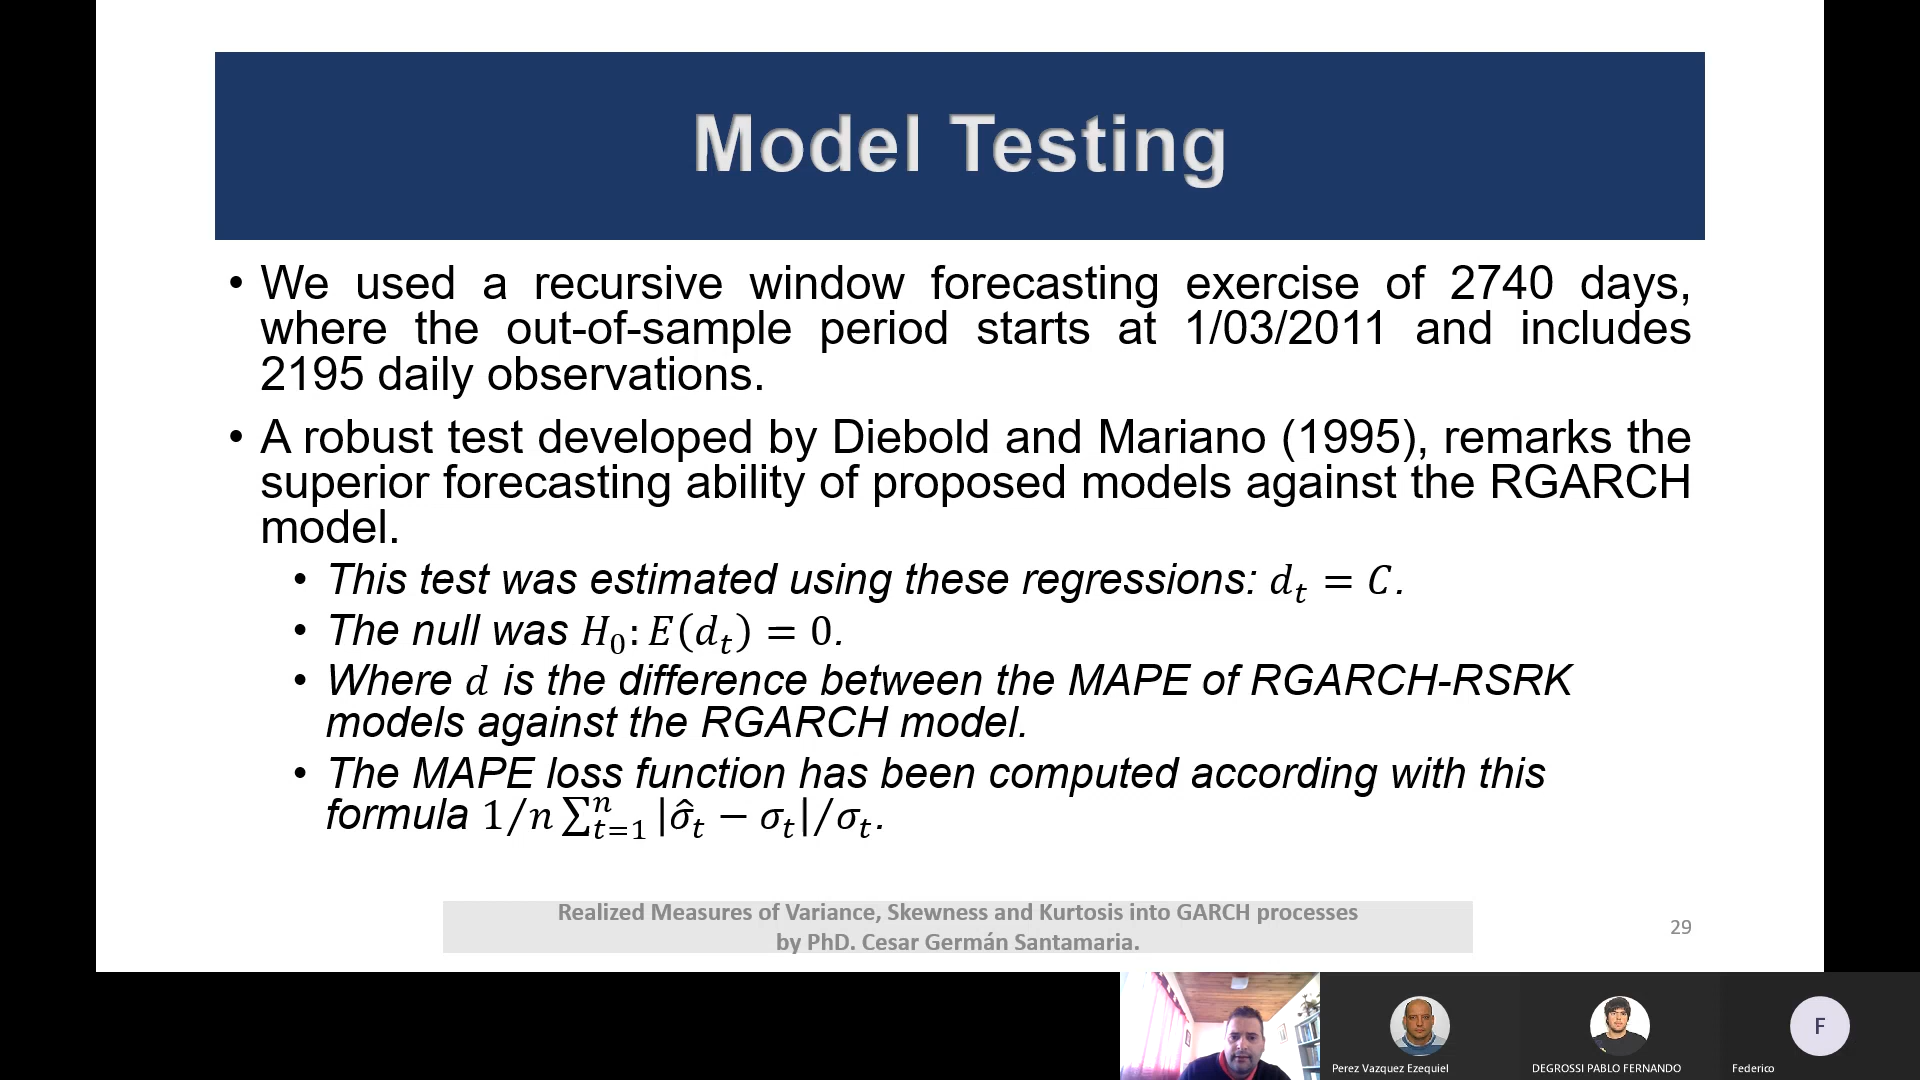 Model Testing
• We used a recursive window forecasting exercise of 2740 days,
where the out-of-sample period starts at 1/03/2011 and includes
2195 daily observations.
• A robust test developed by Diebold and Mariano (1995), remarks the
superior forecasting ability of proposed models against the RGARCH
model.
• This test was estimated using these regressions: 𝑑ₜ = 𝐶.
• The null was 𝐻₀: 𝐸(𝑑ₜ) = 0.
• Where 𝑑 is the difference between the MAPE of RGARCH-RSRK
models against the RGARCH model.
• The MAPE loss function has been computed according with this
formula 1/𝑛 ∑ₜ₌₁ⁿ |σ̂ₜ − σₜ|/σₜ.
Realized Measures of Variance, Skewness and Kurtosis into GARCH processes
by PhD. Cesar Germán Santamaria.
29
F
Perez Vazquez Ezequiel
DEGROSSI PABLO FERNANDO
Federico